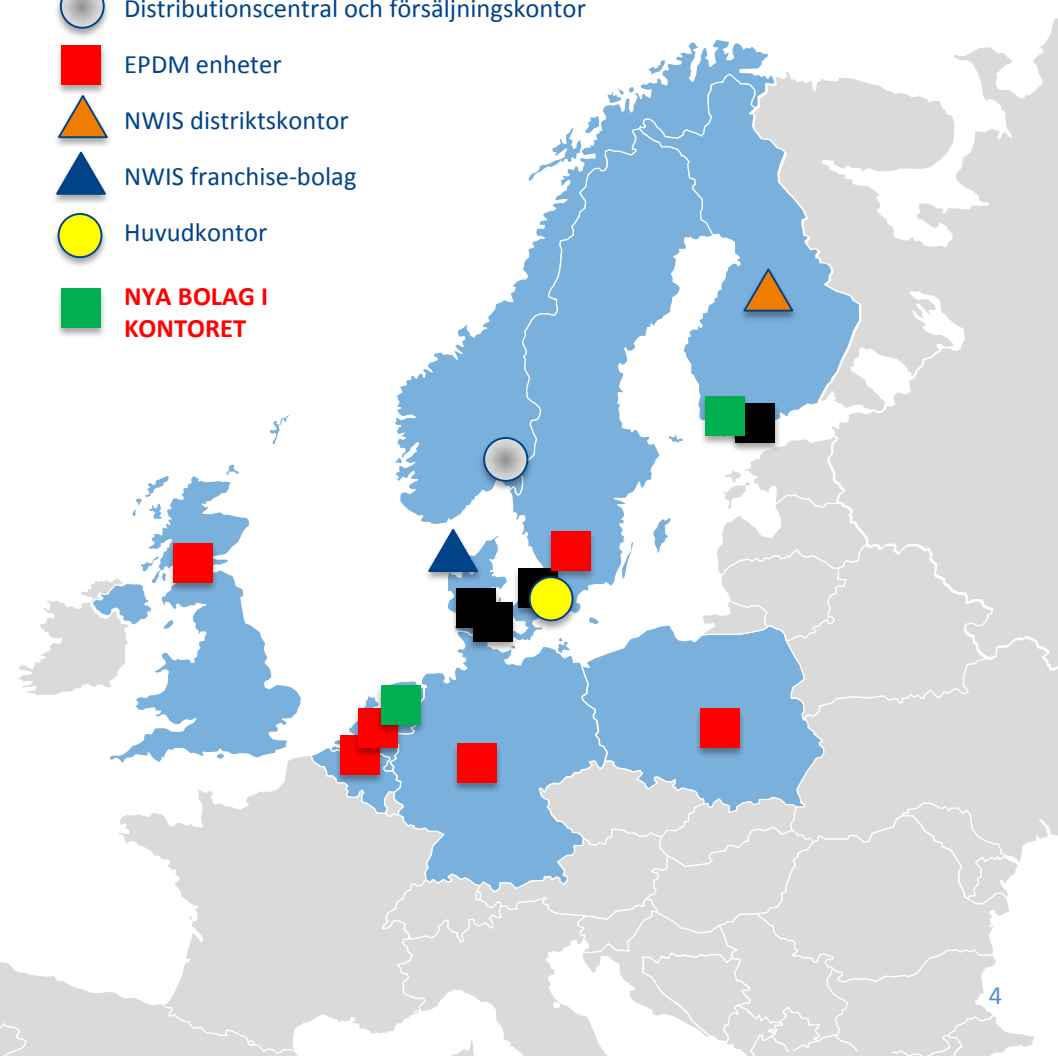 Distributionscentral och försäljningskontor
EPDM enheter
NWIS distriktskontor
NWIS franchise-bolag
Huvudkontor
NYA BOLAG I
KONTORET
4